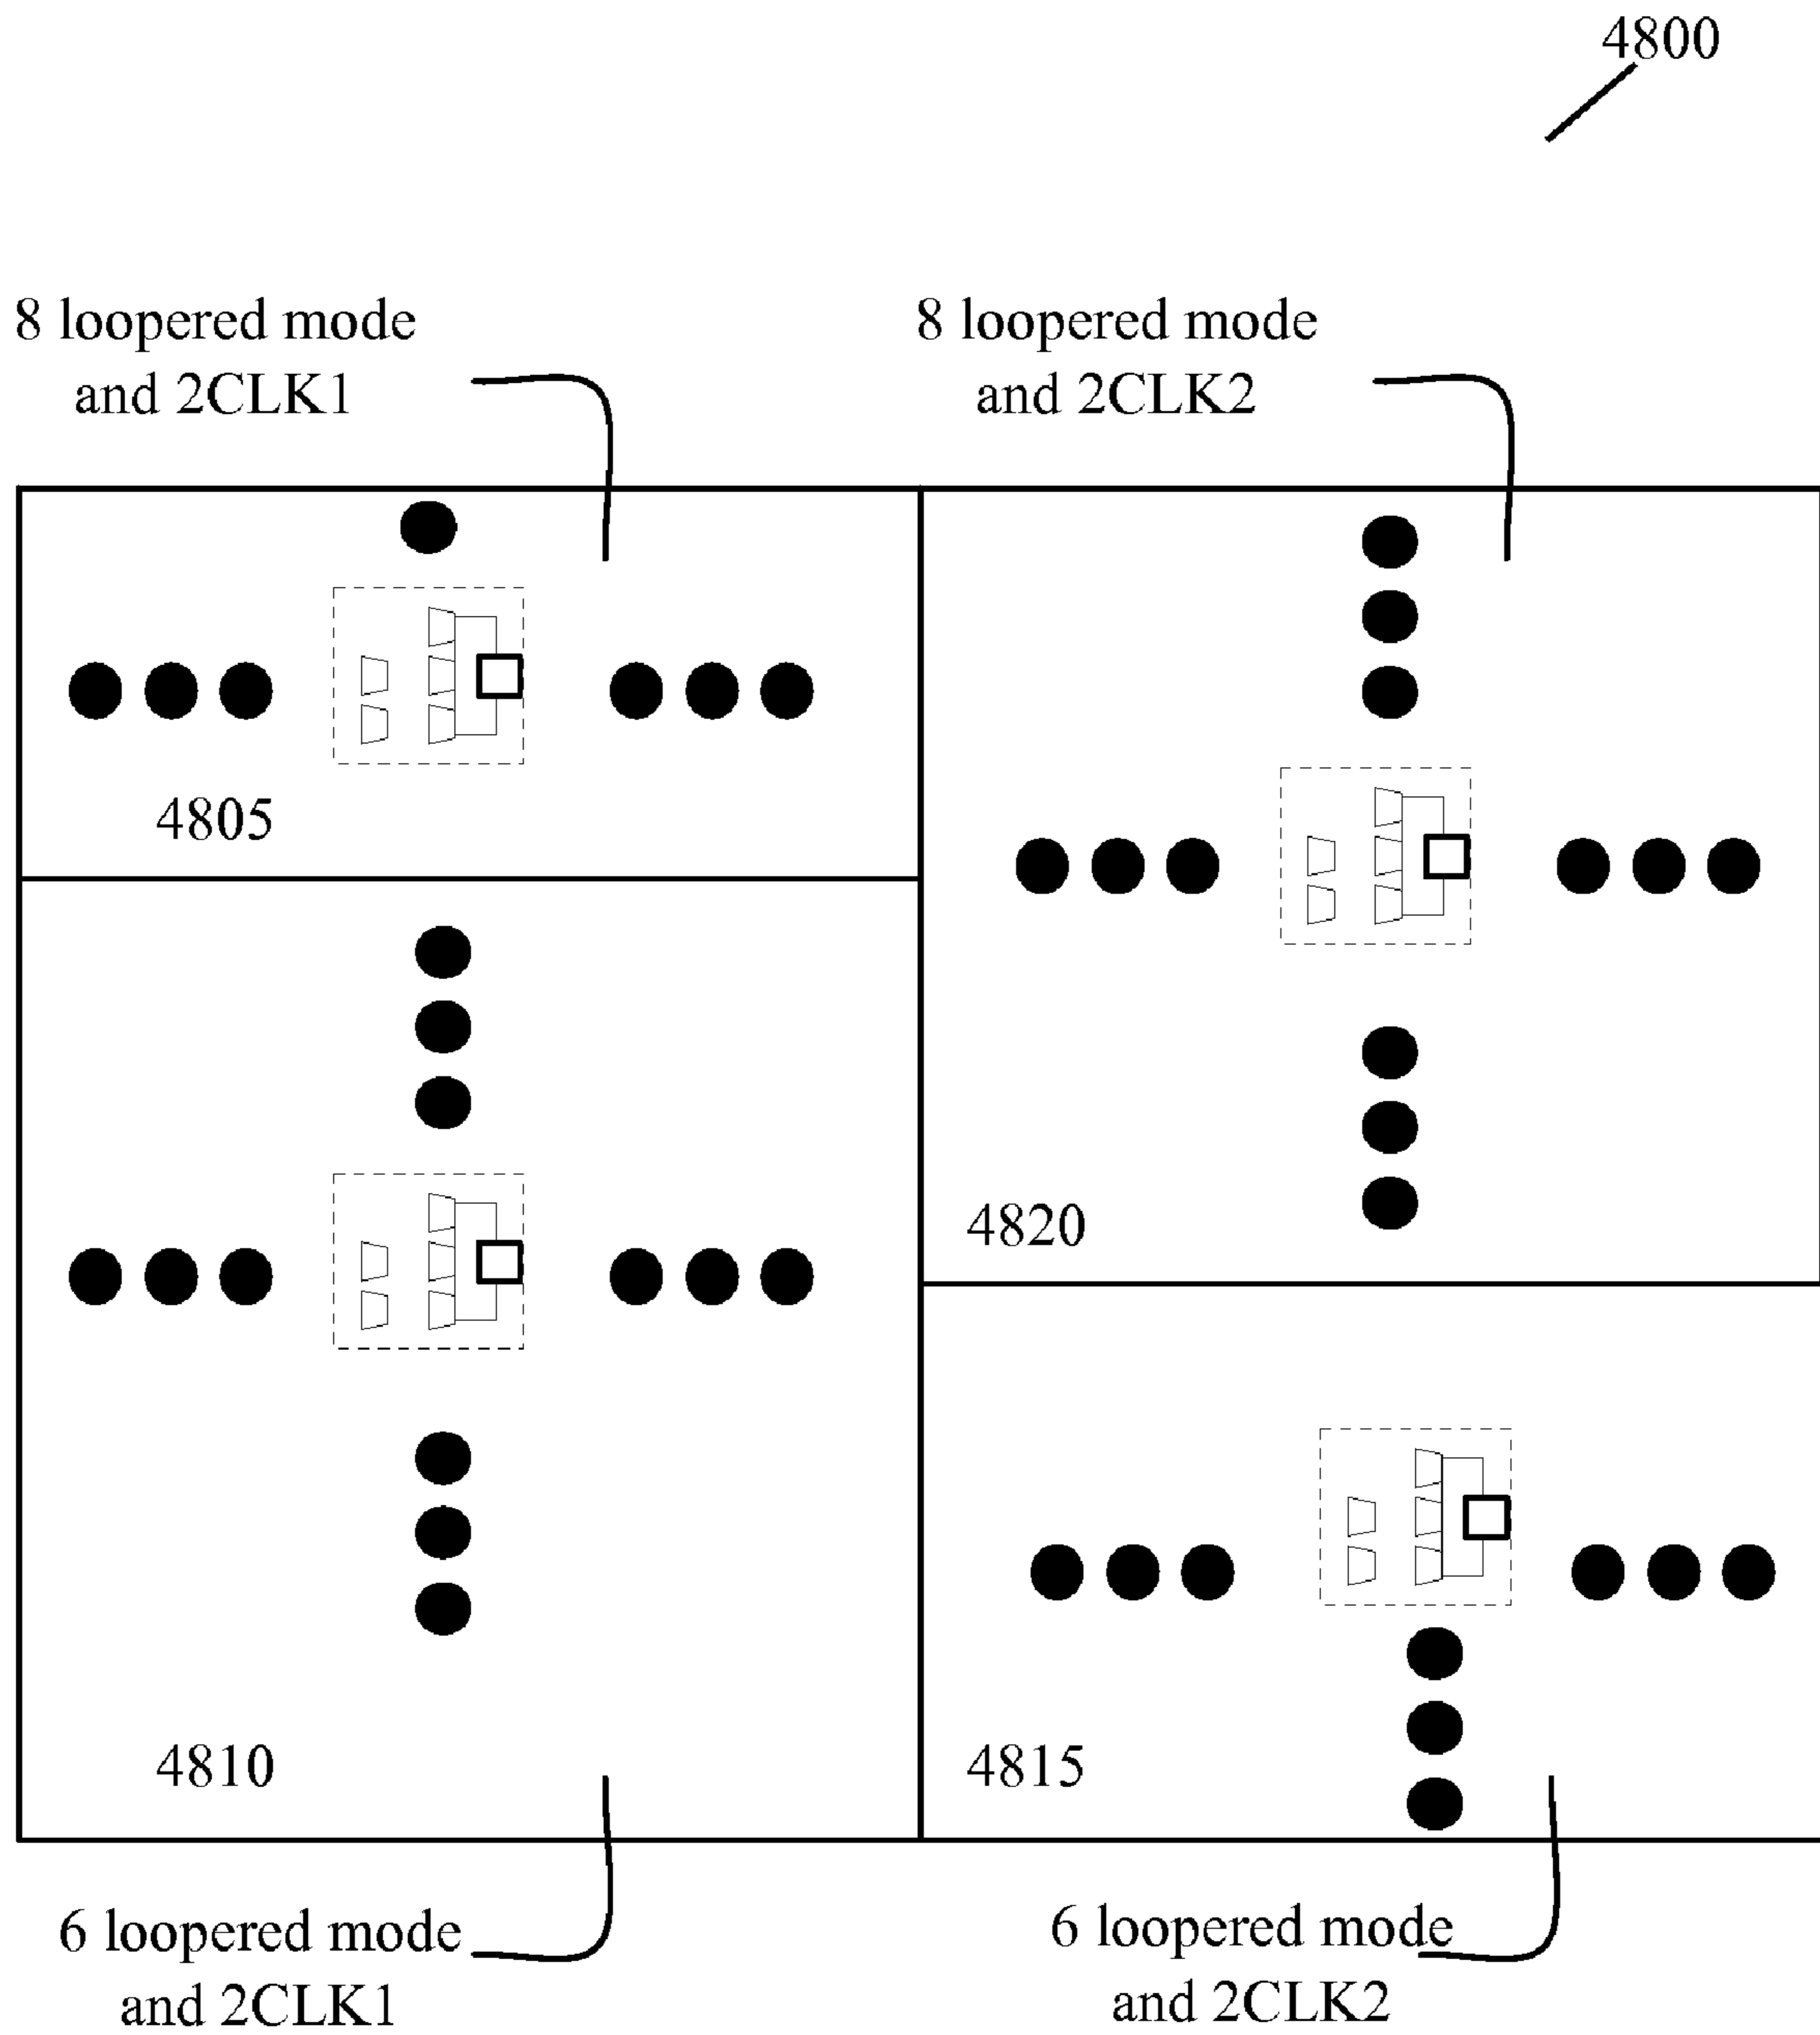 4800
8 loopered mode
and 2CLK1
8 loopered mode
and 2CLK2
4805
4820
4810
4815
6 loopered mode
and 2CLK1
6 loopered mode
and 2CLK2